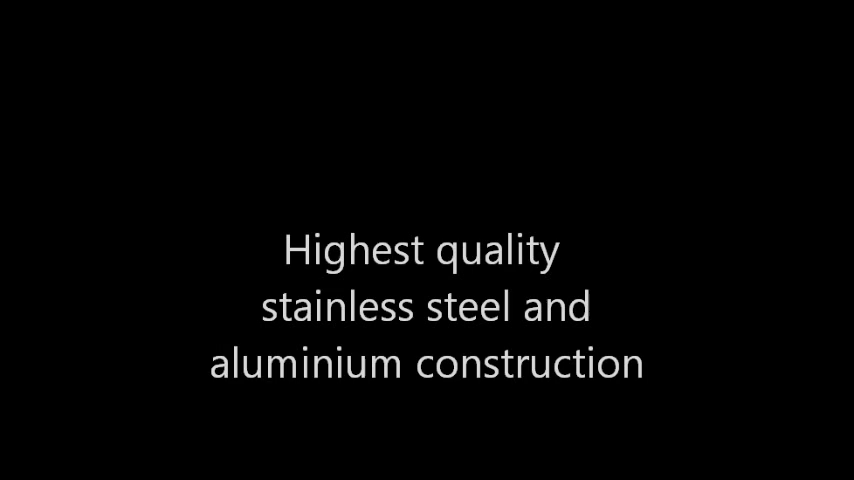 Highest quality
stainless steel and
aluminium construction